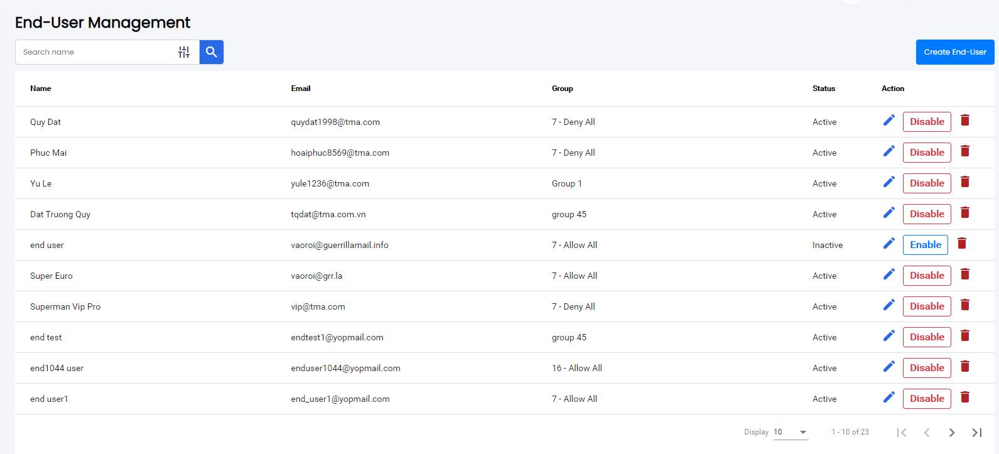 End-User Management
Search name
Create End-User
Name Email Group Status Action
Quy Dat quydat1998@tma.com 7 - Deny All Active Disable
Phuc Mai hoaiphuc8569@tma.com 7 - Deny All Active Disable
Yu Le yule1236@tma.com Group 1 Active Disable
Dat Truong Quy tqdat@tma.com.vn group 45 Active Disable
end user vaoroi@guerrillamail.info 7 - Allow All Inactive Enable
Super Euro vaoroi@grr.la 7 - Allow All Active Disable
Superman Vip Pro vip@tma.com 7 - Deny All Active Disable
end test endtest1@yopmail.com group 45 Active Disable
end1044 user enduser1044@yopmail.com 16 - Allow All Active Disable
end user1 end_user1@yopmail.com 7 - Allow All Active Disable
Display 10 1 - 10 of 23